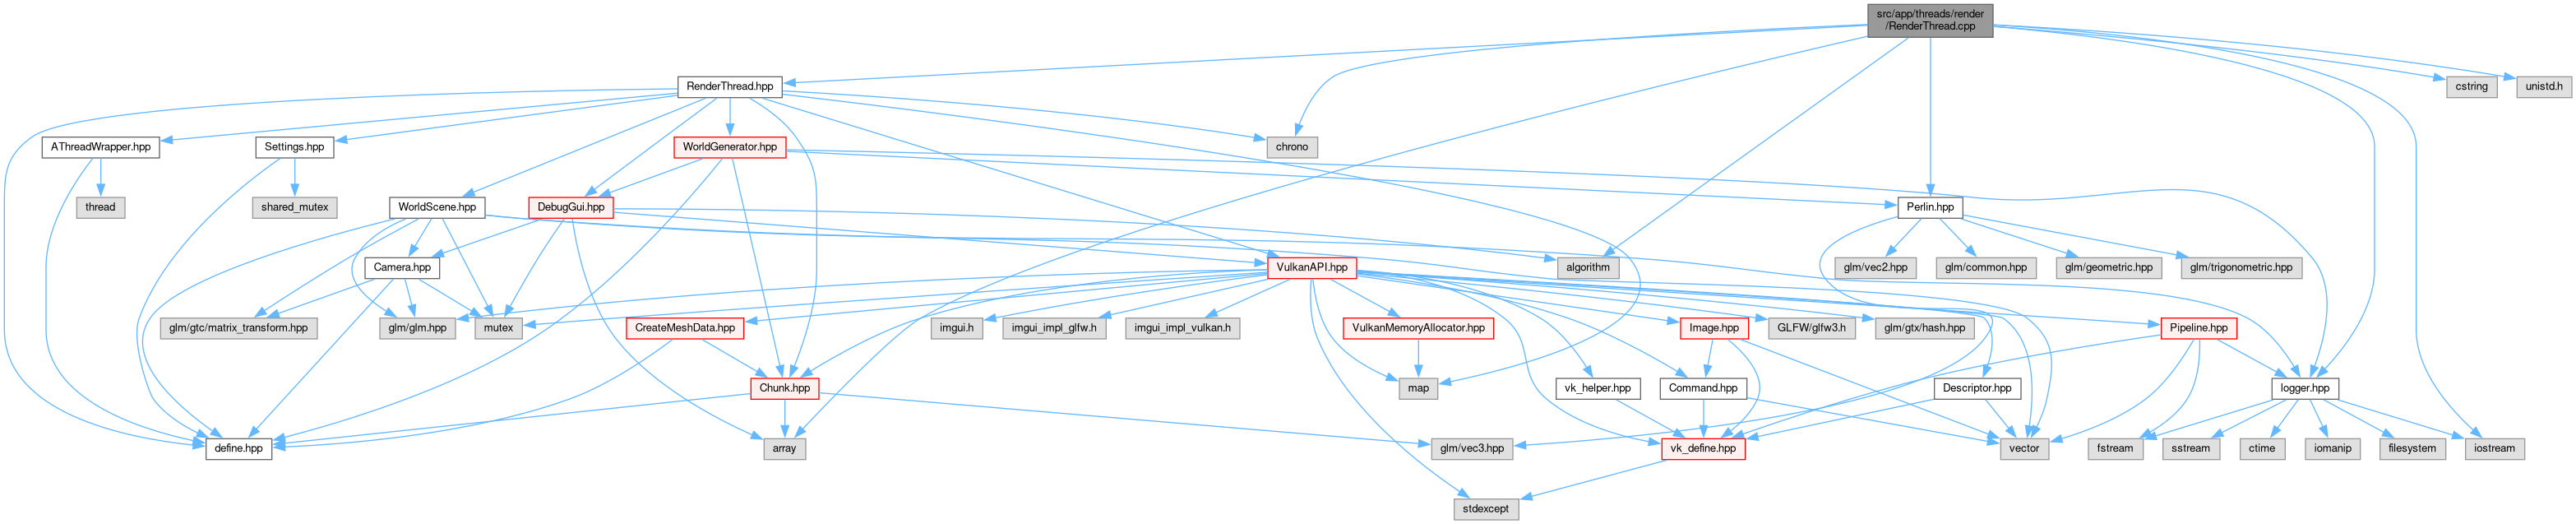 src/app/threads/render
/RenderThread.cpp
RenderThread.hpp
cstring
unistd.h
AThreadWrapper.hpp
Settings.hpp
WorldGenerator.hpp
chrono
thread
shared_mutex
WorldScene.hpp
DebugGui.hpp
Perlin.hpp
Camera.hpp
VulkanAPI.hpp
algorithm
glm/vec2.hpp
glm/common.hpp
glm/geometric.hpp
glm/trigonometric.hpp
glm/gtc/matrix_transform.hpp
glm/glm.hpp
mutex
CreateMeshData.hpp
imgui.h
imgui_impl_glfw.h
imgui_impl_vulkan.h
VulkanMemoryAllocator.hpp
Image.hpp
GLFW/glfw3.h
glm/gtx/hash.hpp
Pipeline.hpp
Chunk.hpp
map
vk_helper.hpp
Command.hpp
Descriptor.hpp
logger.hpp
define.hpp
array
glm/vec3.hpp
vk_define.hpp
vector
fstream
sstream
ctime
iomanip
filesystem
iostream
stdexcept